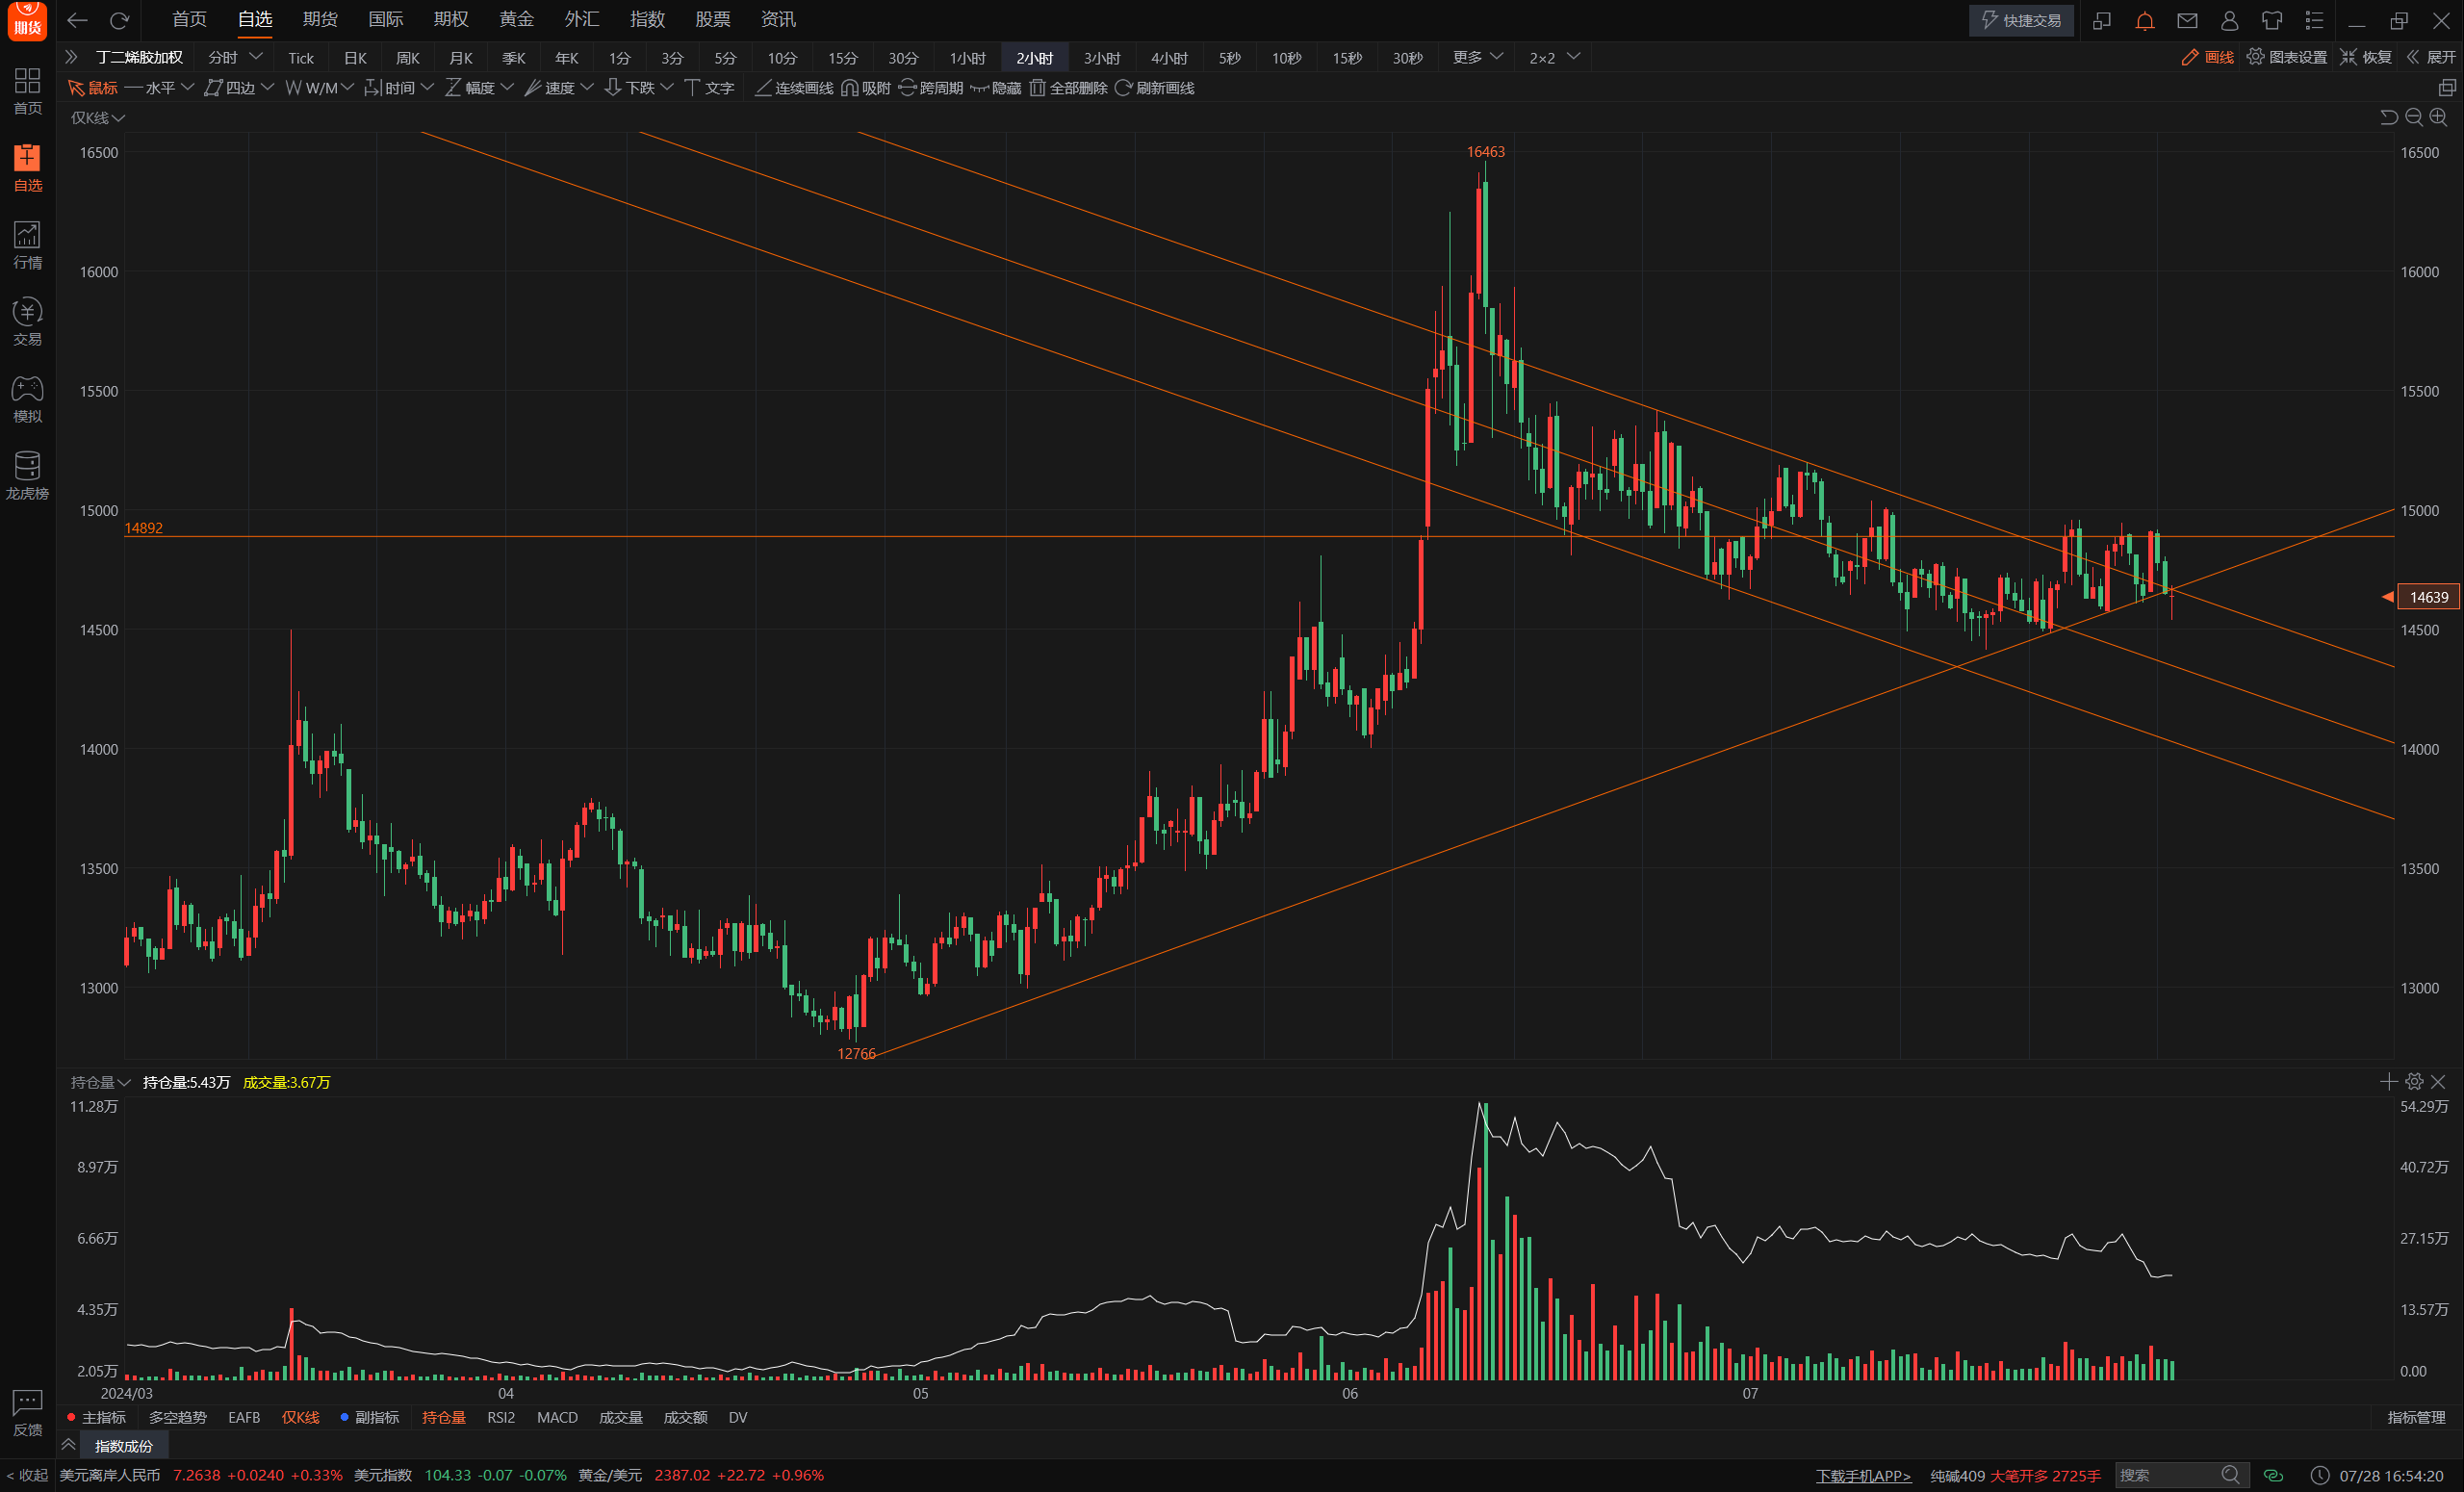 期货 首页 自选 期货 国际 期权 黄金 外汇 指数 股票 资讯 快捷交易
丁二烯胶加权 分时 Tick 日K 周K 月K 季K 年K 1分 3分 5分 10分 15分 30分 1小时 2小时 3小时 4小时 5秒 10秒 15秒 30秒 更多 2×2 画线 图表设置 恢复 展开
鼠标 水平 四边 W/M 时间 幅度 速度 下跌 文字 连续画线 吸附 跨周期 隐藏 全部删除 刷新画线
首页
自选
行情
交易
模拟
龙虎榜
反馈
仅K线
16500 16463 16500
16000 16000
15500 15500
15000 15000
14892
14639
14500 14500
14000 14000
13500 13500
13000 13000
12766
持仓量 持仓量:5.43万 成交量:3.67万
11.28万 54.29万
8.97万 40.72万
6.66万 27.15万
4.35万 13.57万
2.05万 0.00
2024/03 04 05 06 07
主指标 多空趋势 EAFB 仅K线 副指标 持仓量 RSI2 MACD 成交量 成交额 DV 指标管理
指数成份
< 收起 美元离岸人民币 7.2638 +0.0240 +0.33% 美元指数 104.33 -0.07 -0.07% 黄金/美元 2387.02 +22.72 +0.96% 下载手机APP> 纯碱409 大笔开多 2725手 搜索 07/28 16:54:20